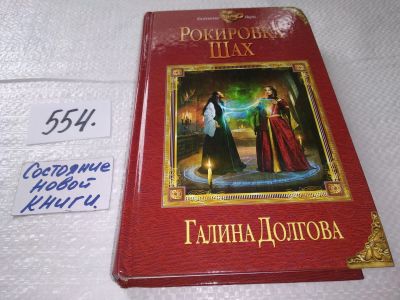 РОКИРОВКА
ШАХ
ГАЛИНА ДОЛГОВА
554.
Состояние
новой
книги.